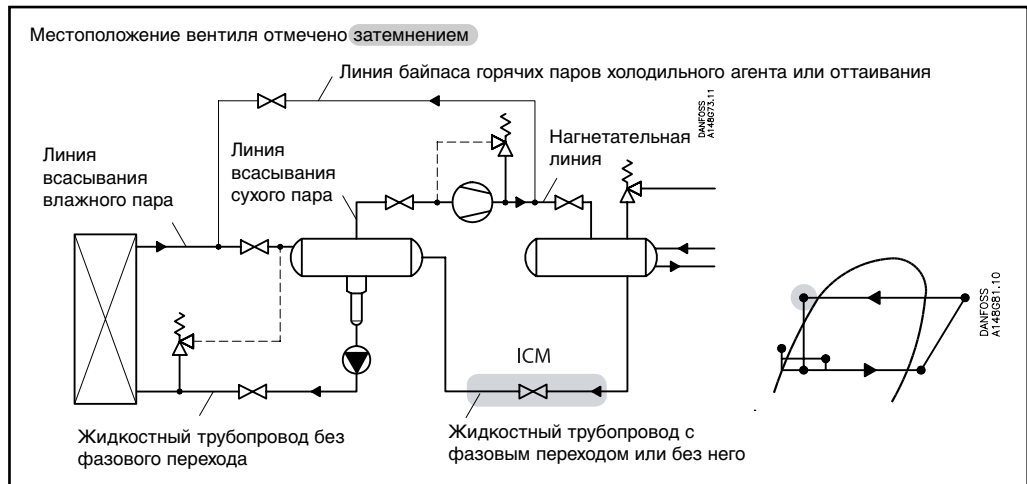 Местоположение вентиля отмечено затемнением
Линия байпаса горячих паров холодильного агента или оттаивания
DANFOSS
A148G73.11
Нагнетательная
линия
Линия
всасывания
влажного пара
Линия
всасывания
сухого пара
ICM
DANFOSS
A148G81.10
Жидкостный трубопровод без
фазового перехода
Жидкостный трубопровод с
фазовым переходом или без него